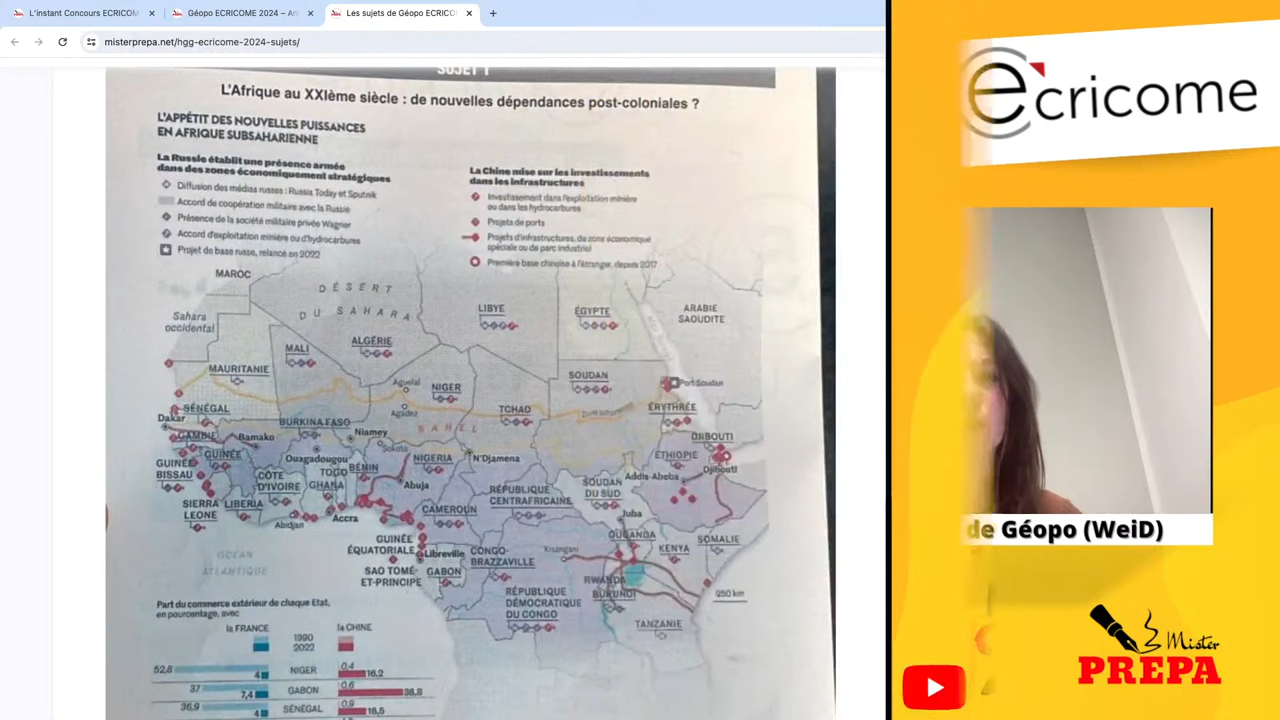 L'instant Concours ECRICOM
Géopo ECRICOME 2024 – An
Les sujets de Géopo ECRICO
misterprepa.net/hgg-ecricome-2024-sujets/
SUJET 1
L'Afrique au XXIème siècle : de nouvelles dépendances post-coloniales ?
L'APPÉTIT DES NOUVELLES PUISSANCES
EN AFRIQUE SUBSAHARIENNE
La Russie établit une présence armée
dans des zones économiquement stratégiques
Diffusion des médias russes : Russia Today et Sputnik
Accord de coopération militaire avec la Russie
Présence de la société militaire privée Wagner
Accord d'exploitation minière ou d'hydrocarbures
Projet de base russe, relancé en 2022
La Chine mise sur les investissements
dans les infrastructures
Investissement dans l'exploitation minière
ou dans les hydrocarbures
Projets de ports
Projets d'infrastructures, de zone économique
spéciale ou de parc industriel
Première base chinoise à l'étranger, depuis 2017
MAROC
DÉSERT
DU SAHARA
Sahara
occidental
ALGÉRIE
LIBYE
ÉGYPTE
ARABIE
SAOUDITE
MALI
MAURITANIE
Aguelal
NIGER
Agadez
TCHAD
SOUDAN
Port-Soudan
ÉRYTHRÉE
SÉNÉGAL
Dakar
GAMBIE
Bamako
BURKINA FASO
Niamey
SAHEL
Sokoto
DJIBOUTI
Djibouti
GUINÉE
BISSAU
GUINÉE
Ouagadougou
TOGO
BÉNIN
NIGERIA
N'Djamena
ÉTHIOPIE
Addis-Abeba
CÔTE
D'IVOIRE
GHANA
Abuja
SOUDAN
DU SUD
RÉPUBLIQUE
CENTRAFRICAINE
SIERRA
LEONE
LIBERIA
Abidjan
Accra
CAMEROUN
Juba
OUGANDA
SOMALIE
KENYA
GUINÉE
ÉQUATORIALE
Libreville
CONGO-
BRAZZAVILLE
Kisangani
OCÉAN
ATLANTIQUE
SAO TOMÉ-
ET-PRINCIPE
GABON
RWANDA
BURUNDI
RÉPUBLIQUE
DÉMOCRATIQUE
DU CONGO
250 km
TANZANIE
Part du commerce extérieur de chaque Etat,
en pourcentage, avec
la FRANCE
la CHINE
1990
2022
52,8
4
NIGER
0,4
16,2
37
7,4
GABON
0,6
38,8
36,9
4
SÉNÉGAL
0,9
16,5
ecricome
de Géopo (WeiD)
Mister
PREPA